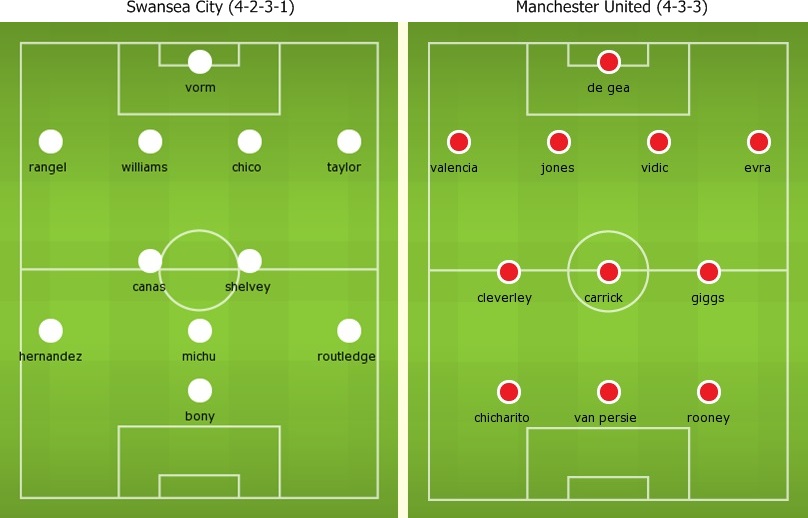 Swansea City (4-2-3-1)
vorm
rangel williams chico taylor
canas shelvey
hernandez michu routledge
bony
Manchester United (4-3-3)
de gea
valencia jones vidic evra
cleverley carrick giggs
chicharito van persie rooney